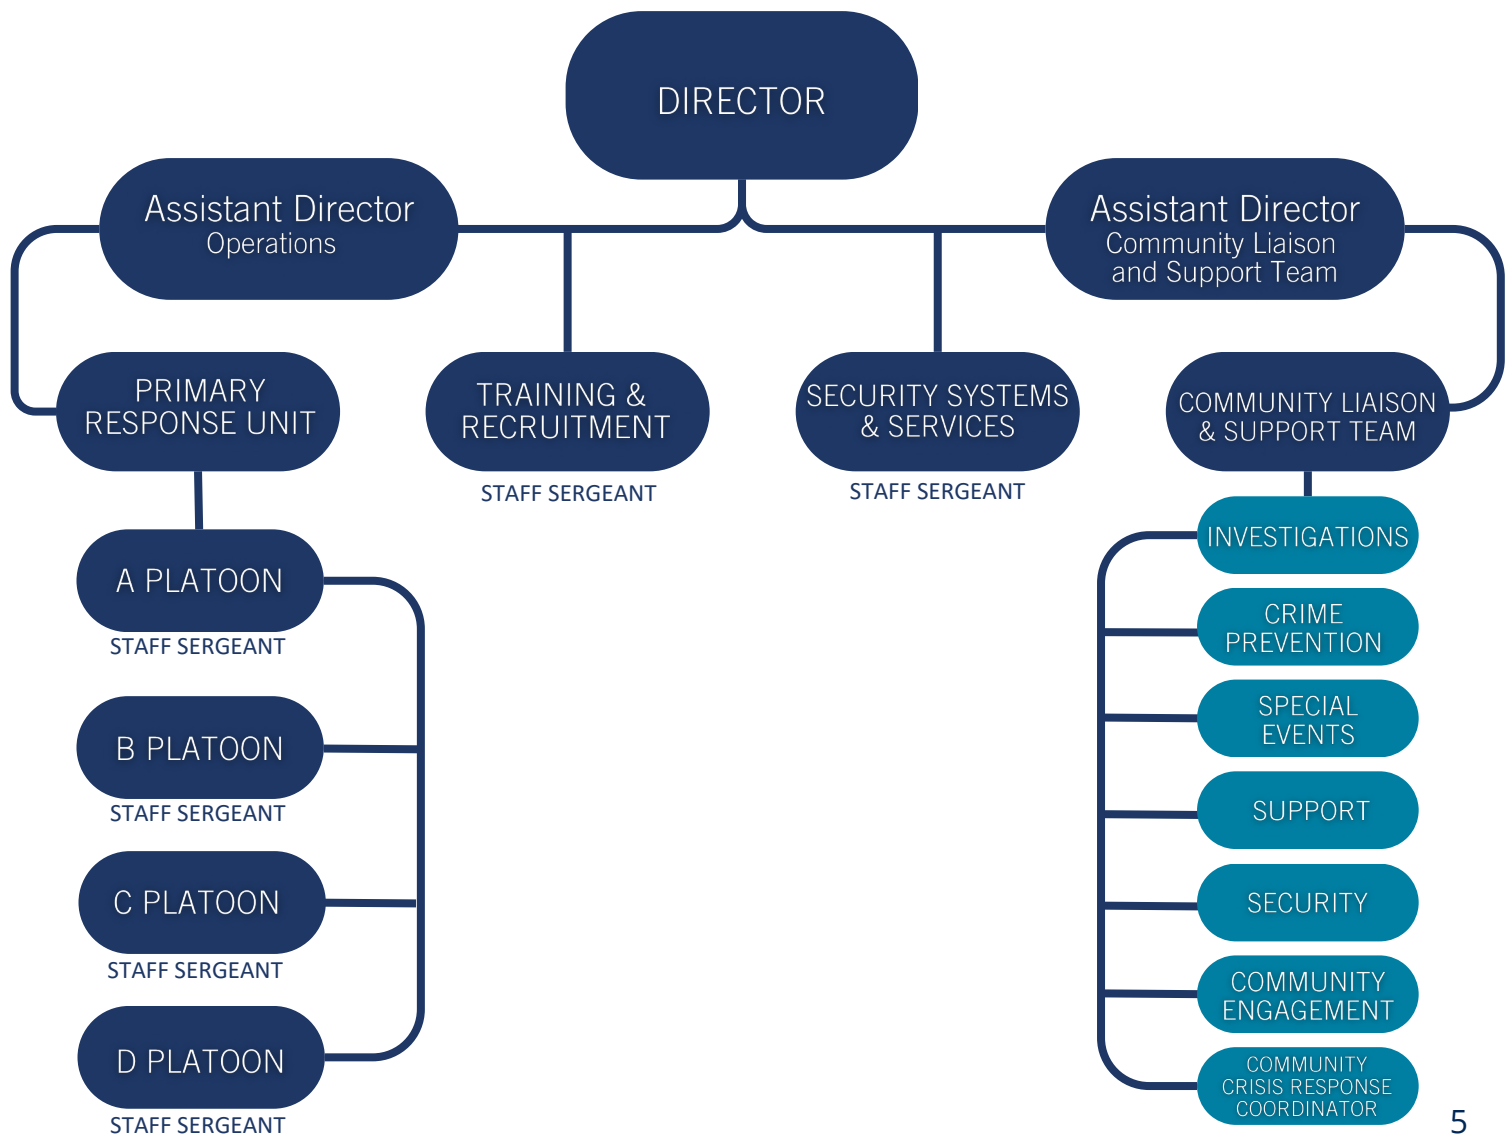 DIRECTOR
Assistant Director
Operations
Assistant Director
Community Liaison
and Support Team
PRIMARY
RESPONSE UNIT
TRAINING &
RECRUITMENT
STAFF SERGEANT
SECURITY SYSTEMS
& SERVICES
STAFF SERGEANT
COMMUNITY LIAISON
& SUPPORT TEAM
A PLATOON
STAFF SERGEANT
B PLATOON
STAFF SERGEANT
C PLATOON
STAFF SERGEANT
D PLATOON
STAFF SERGEANT
INVESTIGATIONS
CRIME
PREVENTION
SPECIAL
EVENTS
SUPPORT
SECURITY
COMMUNITY
ENGAGEMENT
COMMUNITY
CRISIS RESPONSE
COORDINATOR
5